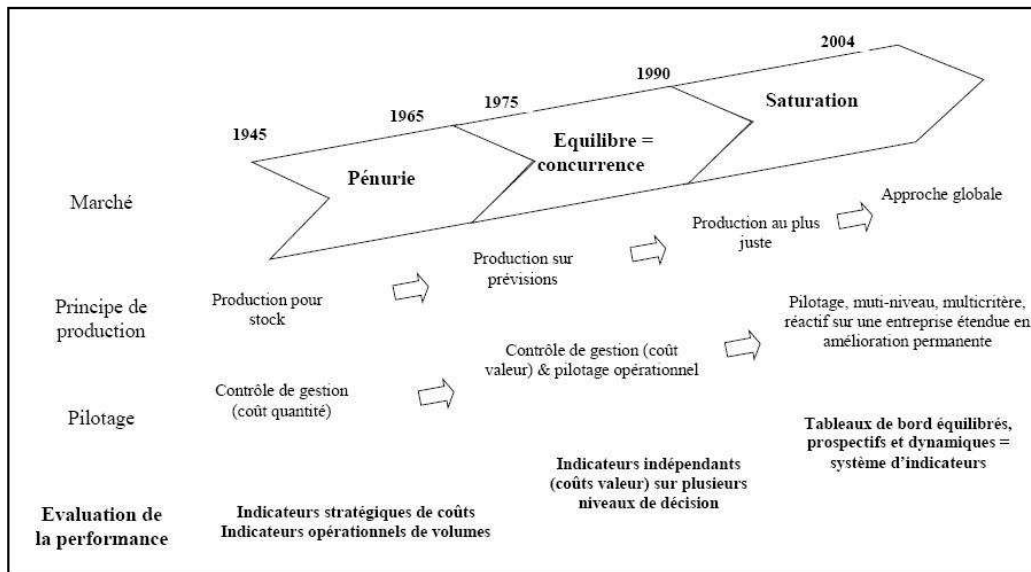 2004
1990
1975
1965
1945
Pénurie
Equilibre =
concurrence
Saturation
Marché
Principe de
production
Production pour
stock
Production sur
prévisions
Production au plus
juste
Approche globale
Pilotage
Contrôle de gestion
(coût quantité)
Contrôle de gestion (coût
valeur) & pilotage opérationnel
Pilotage, muti-niveau, multicritère,
réactif sur une entreprise étendue en
amélioration permanente
Evaluation de
la performance
Indicateurs stratégiques de coûts
Indicateurs opérationnels de volumes
Indicateurs indépendants
(coûts valeur) sur plusieurs
niveaux de décision
Tableaux de bord équilibrés,
prospectifs et dynamiques =
système d’indicateurs